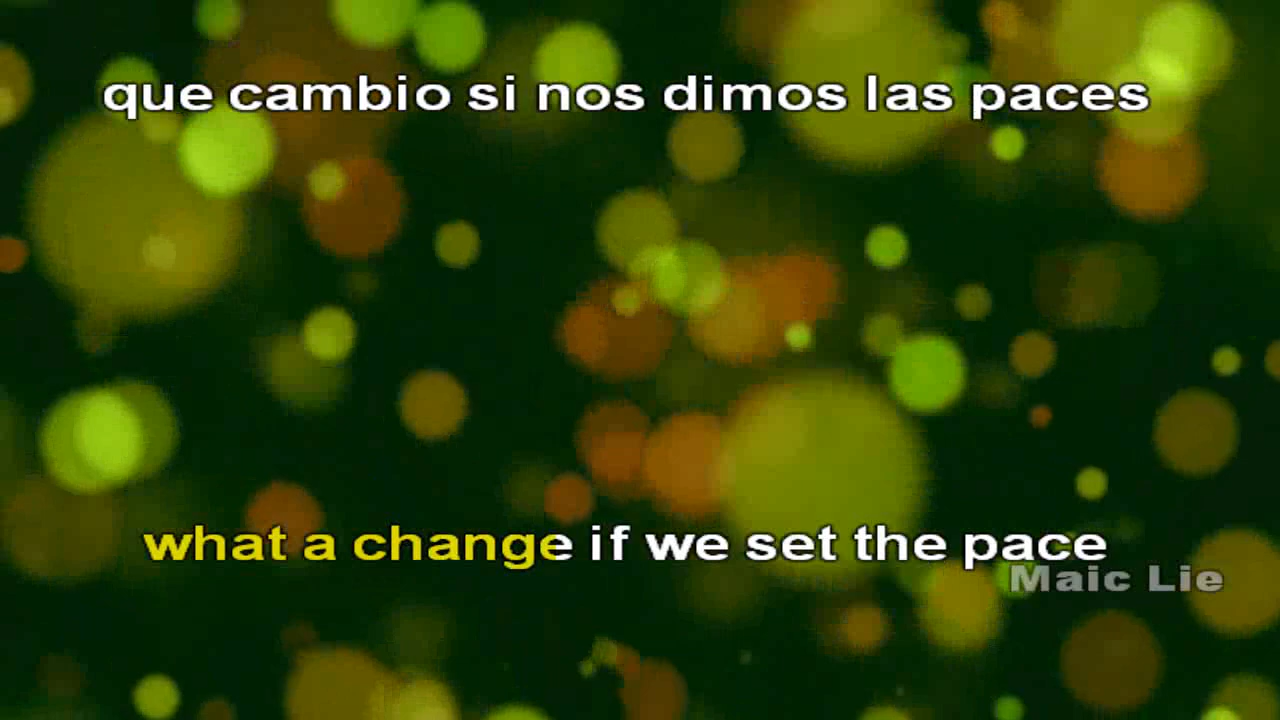 que cambio si nos dimos las paces
what a change if we set the pace
Maic Lie